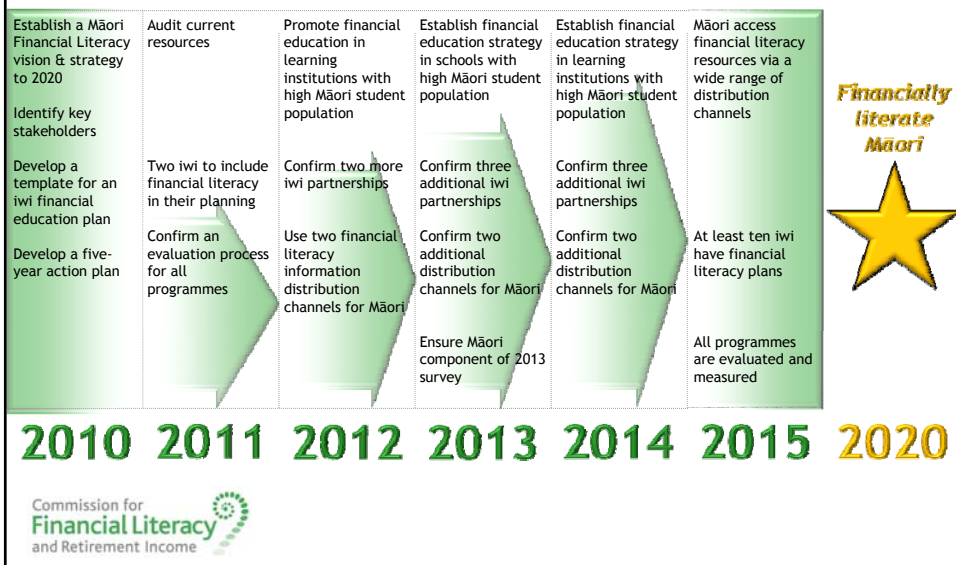 Establish a Māori
Financial Literacy
vision & strategy
to 2020
Identify key
stakeholders
Develop a
template for an
iwi financial
education plan
Develop a five-
year action plan
Audit current
resources
Two iwi to include
financial literacy
in their planning
Confirm an
evaluation process
for all
programmes
Promote financial
education in
learning
institutions with
high Māori student
population
Confirm two more
iwi partnerships
Use two financial
literacy
information
distribution
channels for Māori
Establish financial
education strategy
in schools with
high Māori student
population
Confirm three
additional iwi
partnerships
Confirm two
additional
distribution
channels for Māori
Ensure Māori
component of 2013
survey
Establish financial
education strategy
in learning
institutions with
high Māori student
population
Confirm three
additional iwi
partnerships
Confirm two
additional
distribution
channels for Māori
Māori access
financial literacy
resources via a
wide range of
distribution
channels
At least ten iwi
have financial
literacy plans
All programmes
are evaluated and
measured
Financially
literate
Māori
2010 2011 2012 2013 2014 2015 2020
Commission for
Financial Literacy
and Retirement Income